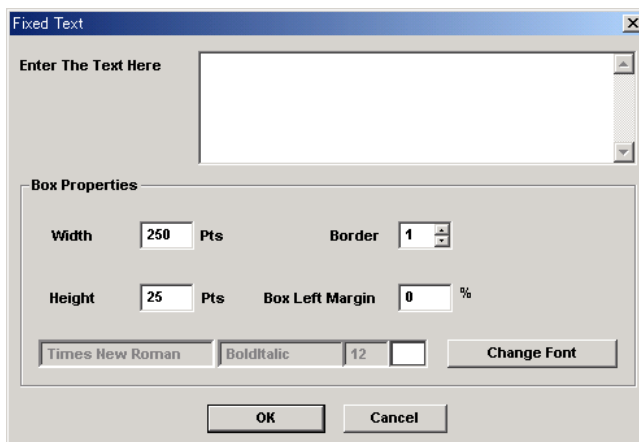 Fixed Text
Enter The Text Here
Box Properties
Width 250 Pts Border 1
Height 25 Pts Box Left Margin 0 %
Times New Roman BoldItalic 12 Change Font
OK Cancel